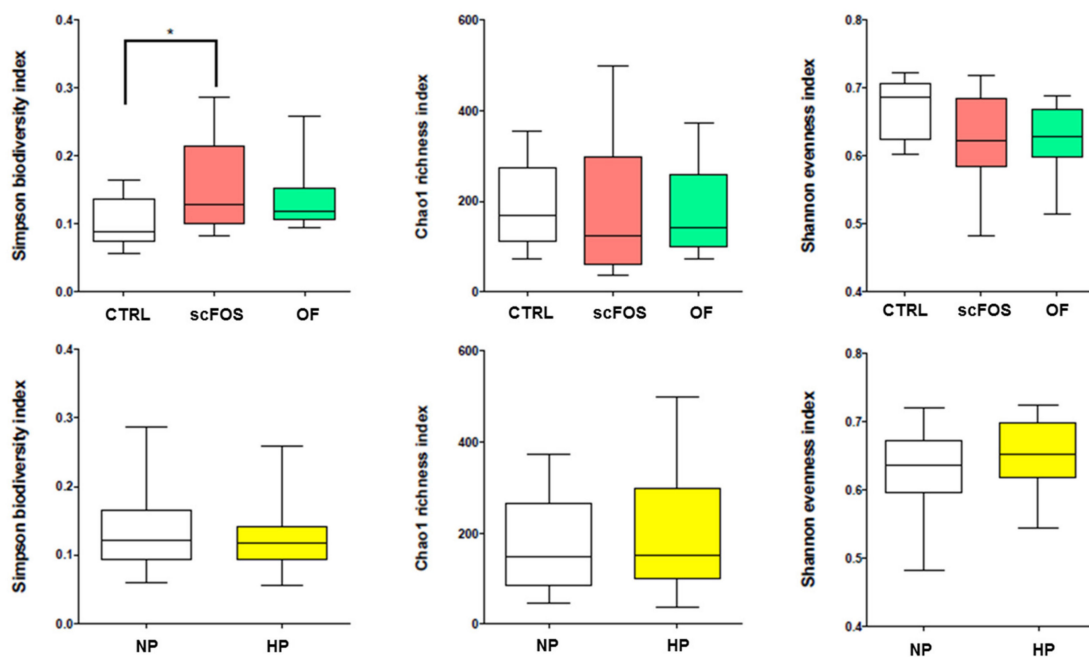 Simpson biodiversity index
0.4
0.3
0.2
0.1
0.0
*
CTRL scFOS OF
Chao1 richness index
600
400
200
0
CTRL scFOS OF
Shannon evenness index
0.8
0.7
0.6
0.5
0.4
CTRL scFOS OF
Simpson biodiversity index
0.4
0.3
0.2
0.1
0.0
NP HP
Chao1 richness index
600
400
200
0
NP HP
Shannon evenness index
0.8
0.7
0.6
0.5
0.4
NP HP